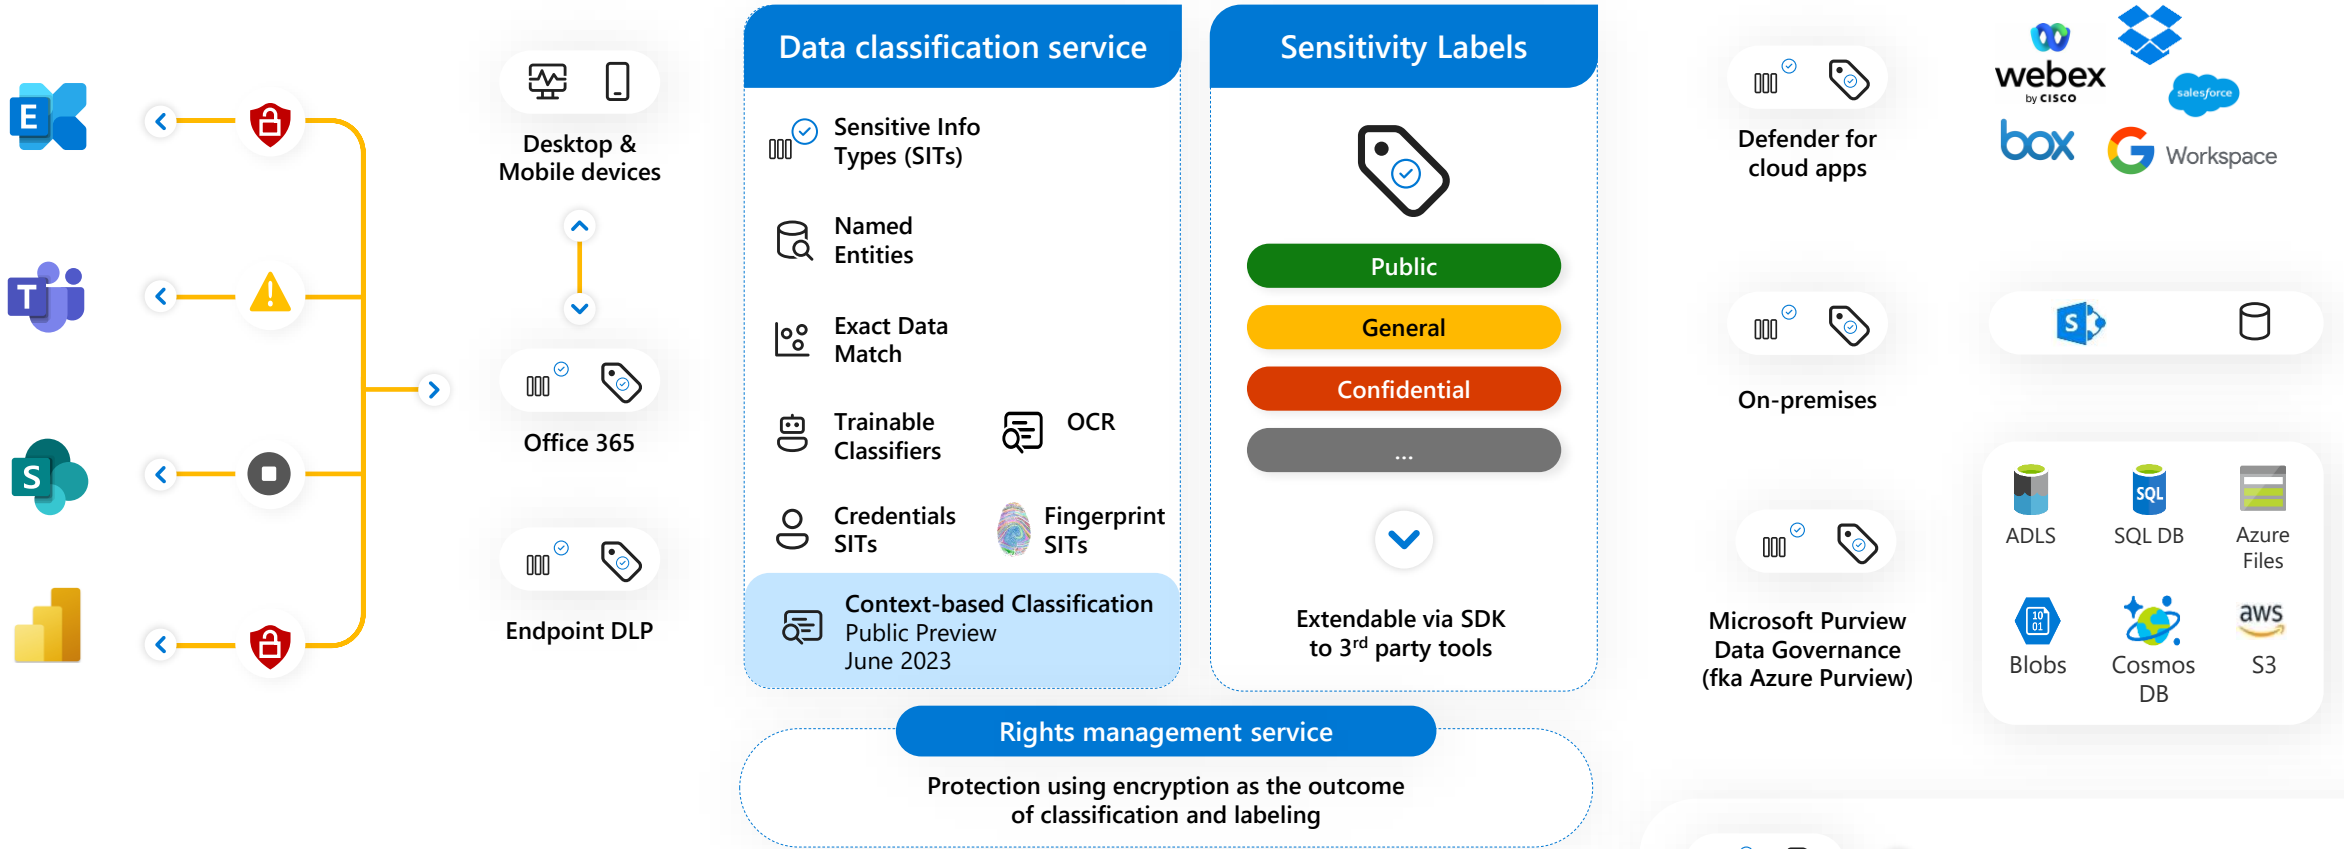 E
T
S
Desktop &
Mobile devices
Office 365
Endpoint DLP
Data classification service
Sensitive Info
Types (SITs)
Named
Entities
Exact Data
Match
Trainable
Classifiers
OCR
Credentials
SITs
Fingerprint
SITs
Context-based Classification
Public Preview
June 2023
Sensitivity Labels
Public
General
Confidential
...
Extendable via SDK
to 3rd party tools
Rights management service
Protection using encryption as the outcome
of classification and labeling
Defender for
cloud apps
webex
by CISCO
salesforce
box
G Workspace
On-premises
S
Microsoft Purview
Data Governance
(fka Azure Purview)
ADLS
SQL
SQL DB
Azure
Files
10
01
Blobs
Cosmos
DB
aws
S3